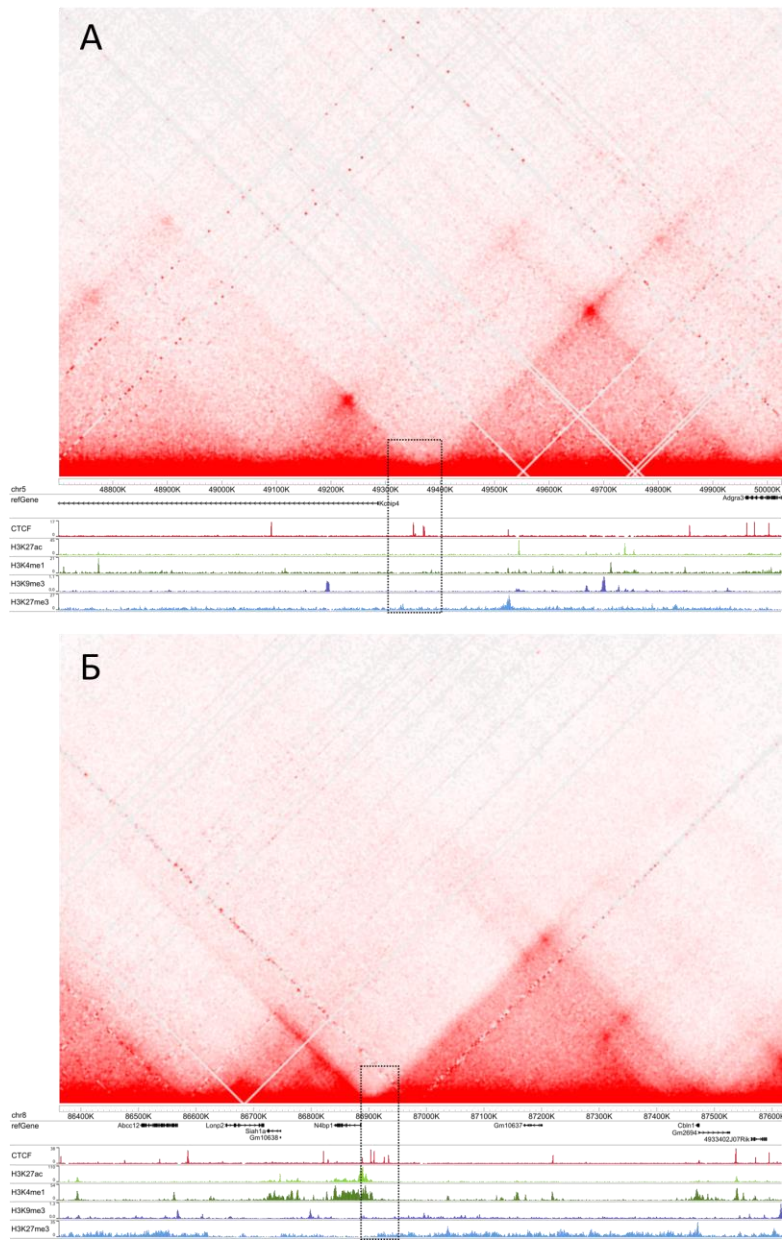 А
chr5
48800K 48900K 49000K 49100K 49200K 49300K 49400K 49500K 49600K 49700K 49800K 49900K 50000K
refGene Kcnip4 Adgra3
CTCF
H3K27ac
H3K4me1
H3K9me3
H3K27me3
Б
chr8
86400K 86500K 86600K 86700K 86800K 86900K 87000K 87100K 87200K 87300K 87400K 87500K 87600K
refGene Abcc12 Lonp2 N4bp1 Gm10637 Cbln1
Siah1a Gm2694
Gm10638 4933402J07Rik
CTCF
H3K27ac
H3K4me1
H3K9me3
H3K27me3